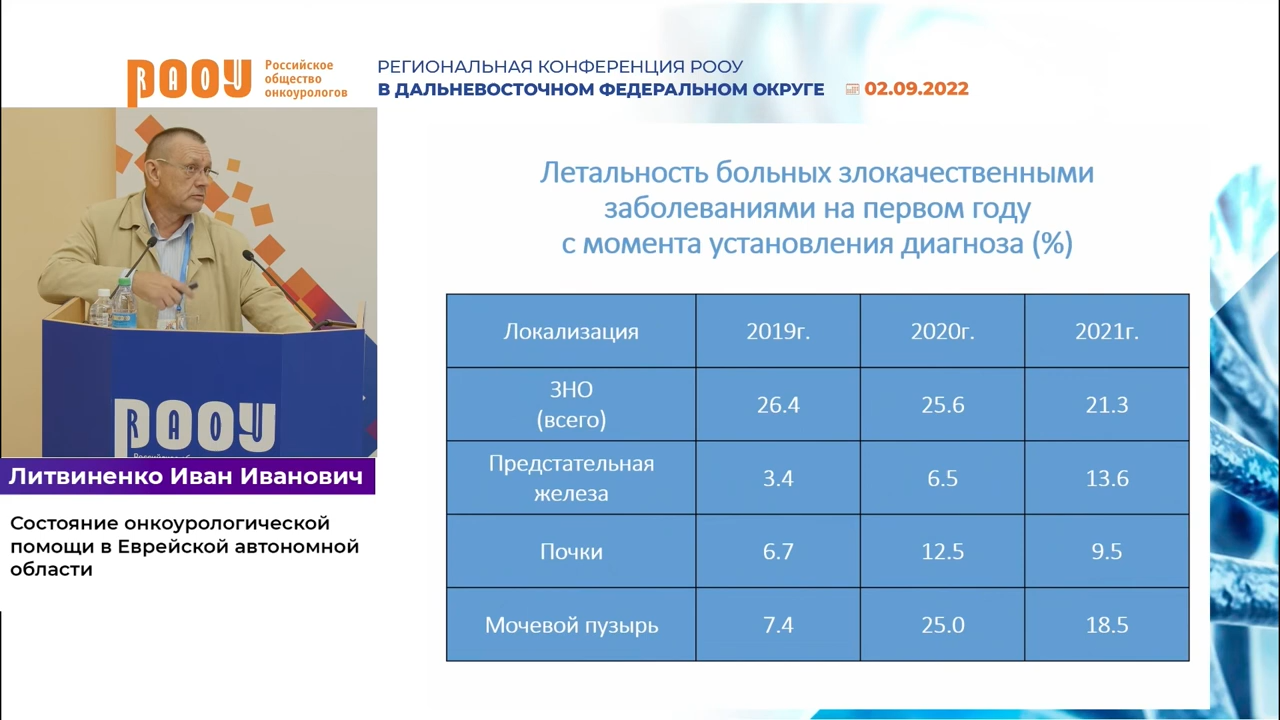 РООУ
RAOU
Российское
общество
онкоурологов
РЕГИОНАЛЬНАЯ КОНФЕРЕНЦИЯ РООУ
В ДАЛЬНЕВОСТОЧНОМ ФЕДЕРАЛЬНОМ ОКРУГЕ 02.09.2022
Летальность больных злокачественными
заболеваниями на первом году
с момента установления диагноза (%)
Локализация 2019г. 2020г. 2021г.
ЗНО
(всего) 26.4 25.6 21.3
Предстательная
железа 3.4 6.5 13.6
Почки 6.7 12.5 9.5
Мочевой пузырь 7.4 25.0 18.5
РООУ
RAOU
Литвиненко Иван Иванович
Состояние онкоурологической
помощи в Еврейской автономной
области